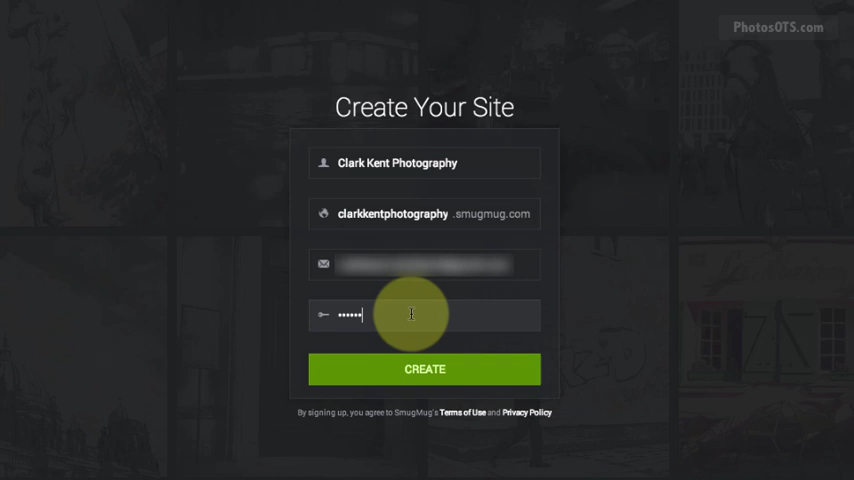 PhotosOTS.com
Create Your Site
Clark Kent Photography
clarkkentphotography .smugmug.com
••••••
CREATE
By signing up, you agree to SmugMug's Terms of Use and Privacy Policy